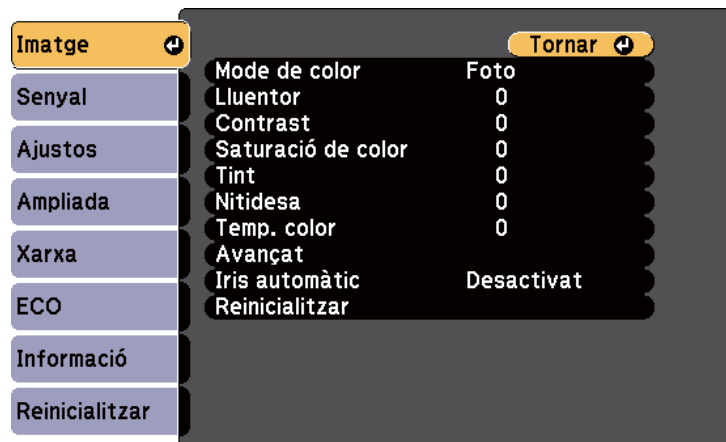 Imatge
Senyal
Ajustos
Ampliada
Xarxa
ECO
Informació
Reinicialitzar
Tornar
Mode de color Foto
Lluentor 0
Contrast 0
Saturació de color 0
Tint 0
Nitidesa 0
Temp. color 0
Avançat
Iris automàtic Desactivat
Reinicialitzar